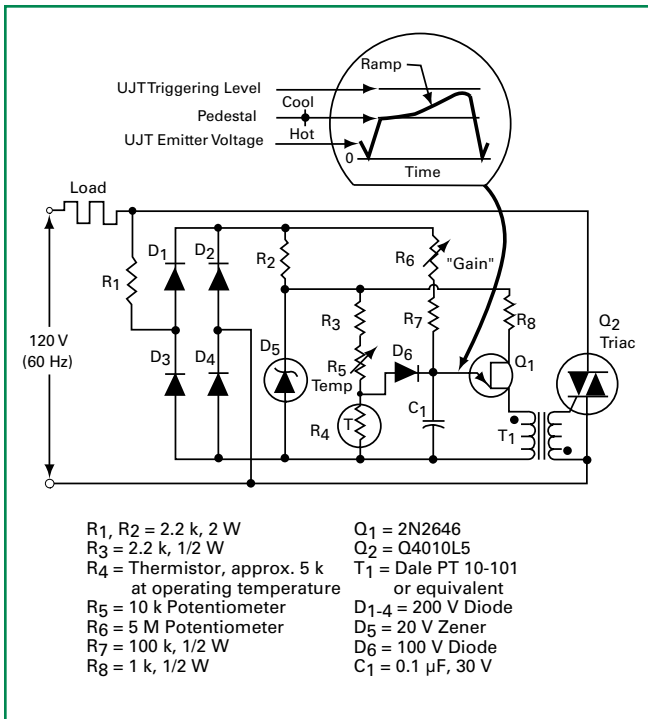 Ramp
UJT Triggering Level
Cool
Pedestal
Hot
UJT Emitter Voltage
0
Time
Load
D1
D2
R2
R6
"Gain"
R1
R3
R7
R8
Q2
Triac
120 V
(60 Hz)
D3
D4
D5
R5
Temp
D6
Q1
R4
T
C1
T1
R1, R2 = 2.2 k, 2 W
R3 = 2.2 k, 1/2 W
R4 = Thermistor, approx. 5 k
at operating temperature
R5 = 10 k Potentiometer
R6 = 5 M Potentiometer
R7 = 100 k, 1/2 W
R8 = 1 k, 1/2 W
Q1 = 2N2646
Q2 = Q4010L5
T1 = Dale PT 10-101
or equivalent
D1-4 = 200 V Diode
D5 = 20 V Zener
D6 = 100 V Diode
C1 = 0.1 µF, 30 V